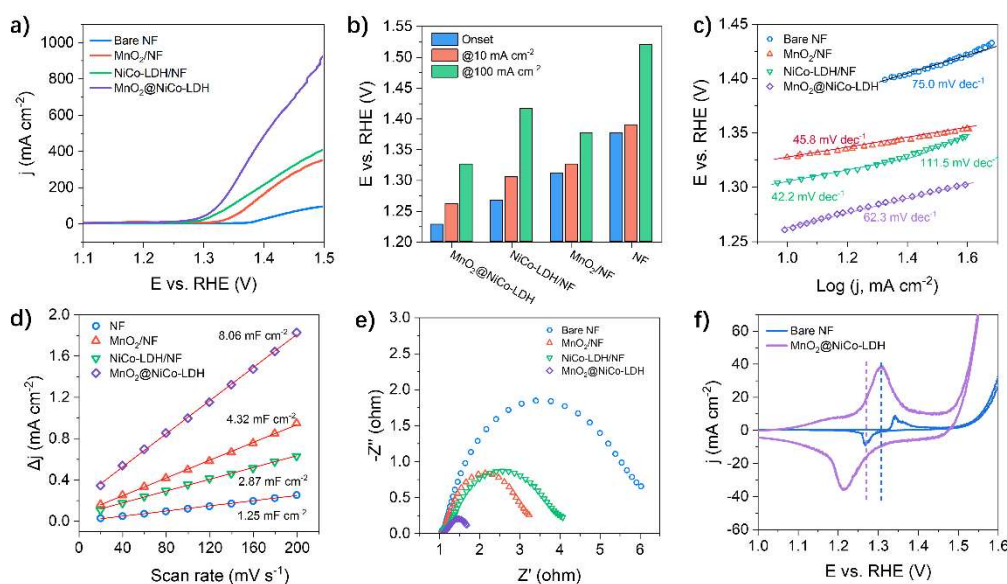 a)
1000
800
600
400
200
0
j (mA cm⁻²)
Bare NF
MnO₂/NF
NiCo-LDH/NF
MnO₂@NiCo-LDH
1.1 1.2 1.3 1.4 1.5
E vs. RHE (V)
b)
1.55
1.50
1.45
1.40
1.35
1.30
1.25
1.20
E vs. RHE (V)
Onset
@10 mA cm⁻²
@100 mA cm⁻²
MnO₂@NiCo-LDH
NiCo-LDH/NF
MnO₂/NF
NF
c)
1.45
1.40
1.35
1.30
1.25
E vs. RHE (V)
Bare NF
MnO₂/NF
NiCo-LDH/NF
MnO₂@NiCo-LDH
75.0 mV dec⁻¹
45.8 mV dec⁻¹
111.5 mV dec⁻¹
42.2 mV dec⁻¹
62.3 mV dec⁻¹
1.0 1.2 1.4 1.6
Log (j, mA cm⁻²)
d)
2.0
1.6
1.2
0.8
0.4
0.0
Δj (mA cm⁻²)
NF
MnO₂/NF
NiCo-LDH/NF
MnO₂@NiCo-LDH
8.06 mF cm⁻²
4.32 mF cm⁻²
2.87 mF cm⁻²
1.25 mF cm⁻²
40 80 120 160 200
Scan rate (mV s⁻¹)
e)
3.0
2.5
2.0
1.5
1.0
0.5
0.0
-Z'' (ohm)
Bare NF
MnO₂/NF
NiCo-LDH/NF
MnO₂@NiCo-LDH
1 2 3 4 5 6
Z' (ohm)
f)
60
40
20
0
-20
-40
-60
j (mA cm⁻²)
Bare NF
MnO₂@NiCo-LDH
1.0 1.1 1.2 1.3 1.4 1.5 1.6
E vs. RHE (V)